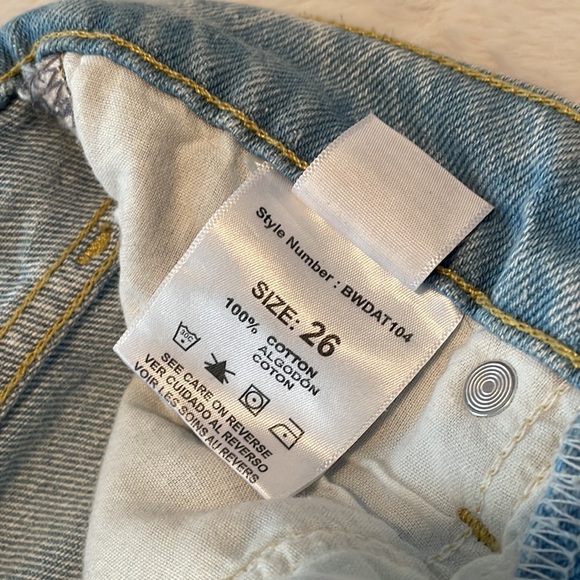 Style Number : BWDAT104
SIZE: 26
100% COTTON
ALGODÓN
COTON
30C
SEE CARE ON REVERSE
VER CUIDADO AL REVERSO
VOIR LES SOINS AU REVERS